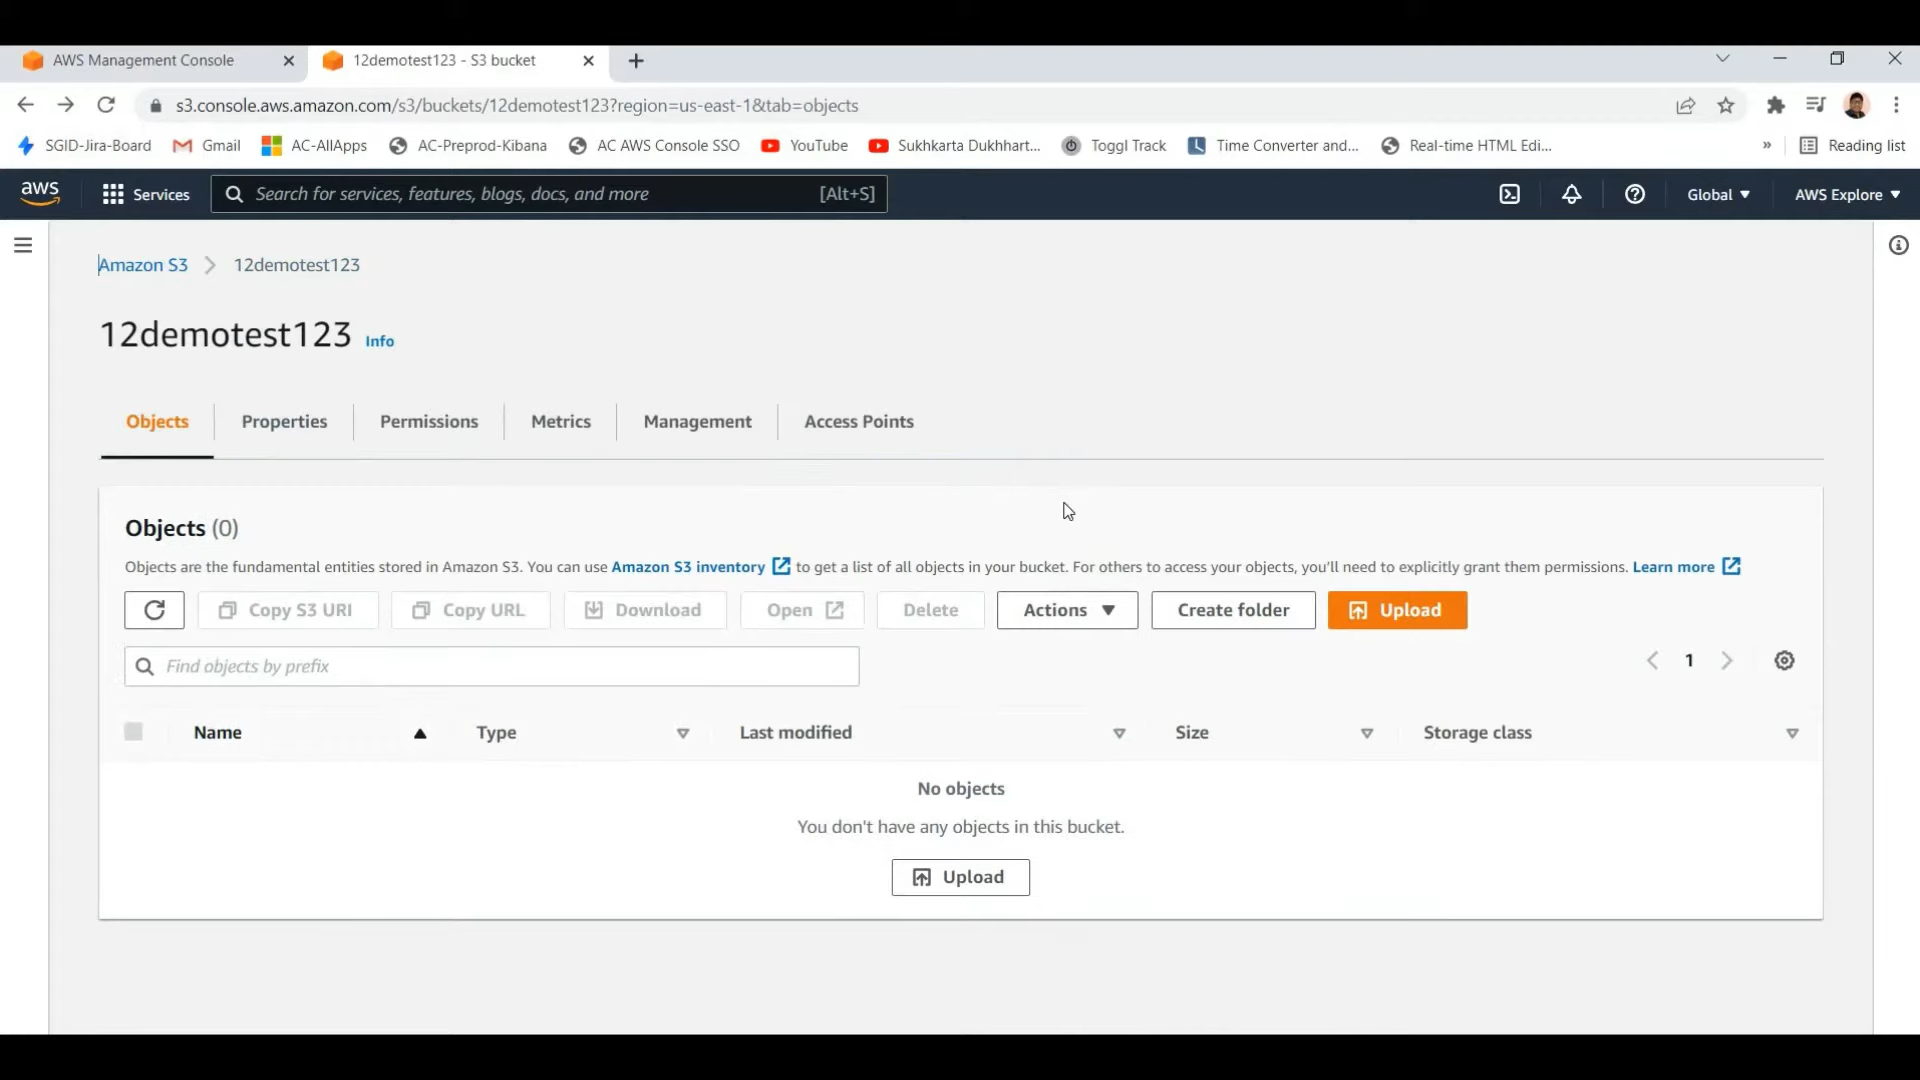 AWS Management Console
12demotest123 - S3 bucket
s3.console.aws.amazon.com/s3/buckets/12demotest123?region=us-east-1&tab=objects
SGID-Jira-Board Gmail AC-AllApps AC-Preprod-Kibana AC AWS Console SSO YouTube Sukhkarta Dukhhart... Toggl Track Time Converter and... Real-time HTML Edi... » Reading list
aws Services Search for services, features, blogs, docs, and more [Alt+S] Global AWS Explore
Amazon S3 12demotest123
12demotest123 Info
Objects Properties Permissions Metrics Management Access Points
Objects (0)
Objects are the fundamental entities stored in Amazon S3. You can use Amazon S3 inventory to get a list of all objects in your bucket. For others to access your objects, you'll need to explicitly grant them permissions. Learn more
Copy S3 URI Copy URL Download Open Delete Actions Create folder Upload
Find objects by prefix 1
Name Type Last modified Size Storage class
No objects
You don't have any objects in this bucket.
Upload